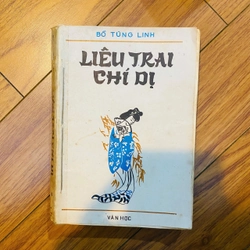 BỒ TÙNG LINH
LIÊU TRAI
CHÍ DỊ
VĂN HỌC